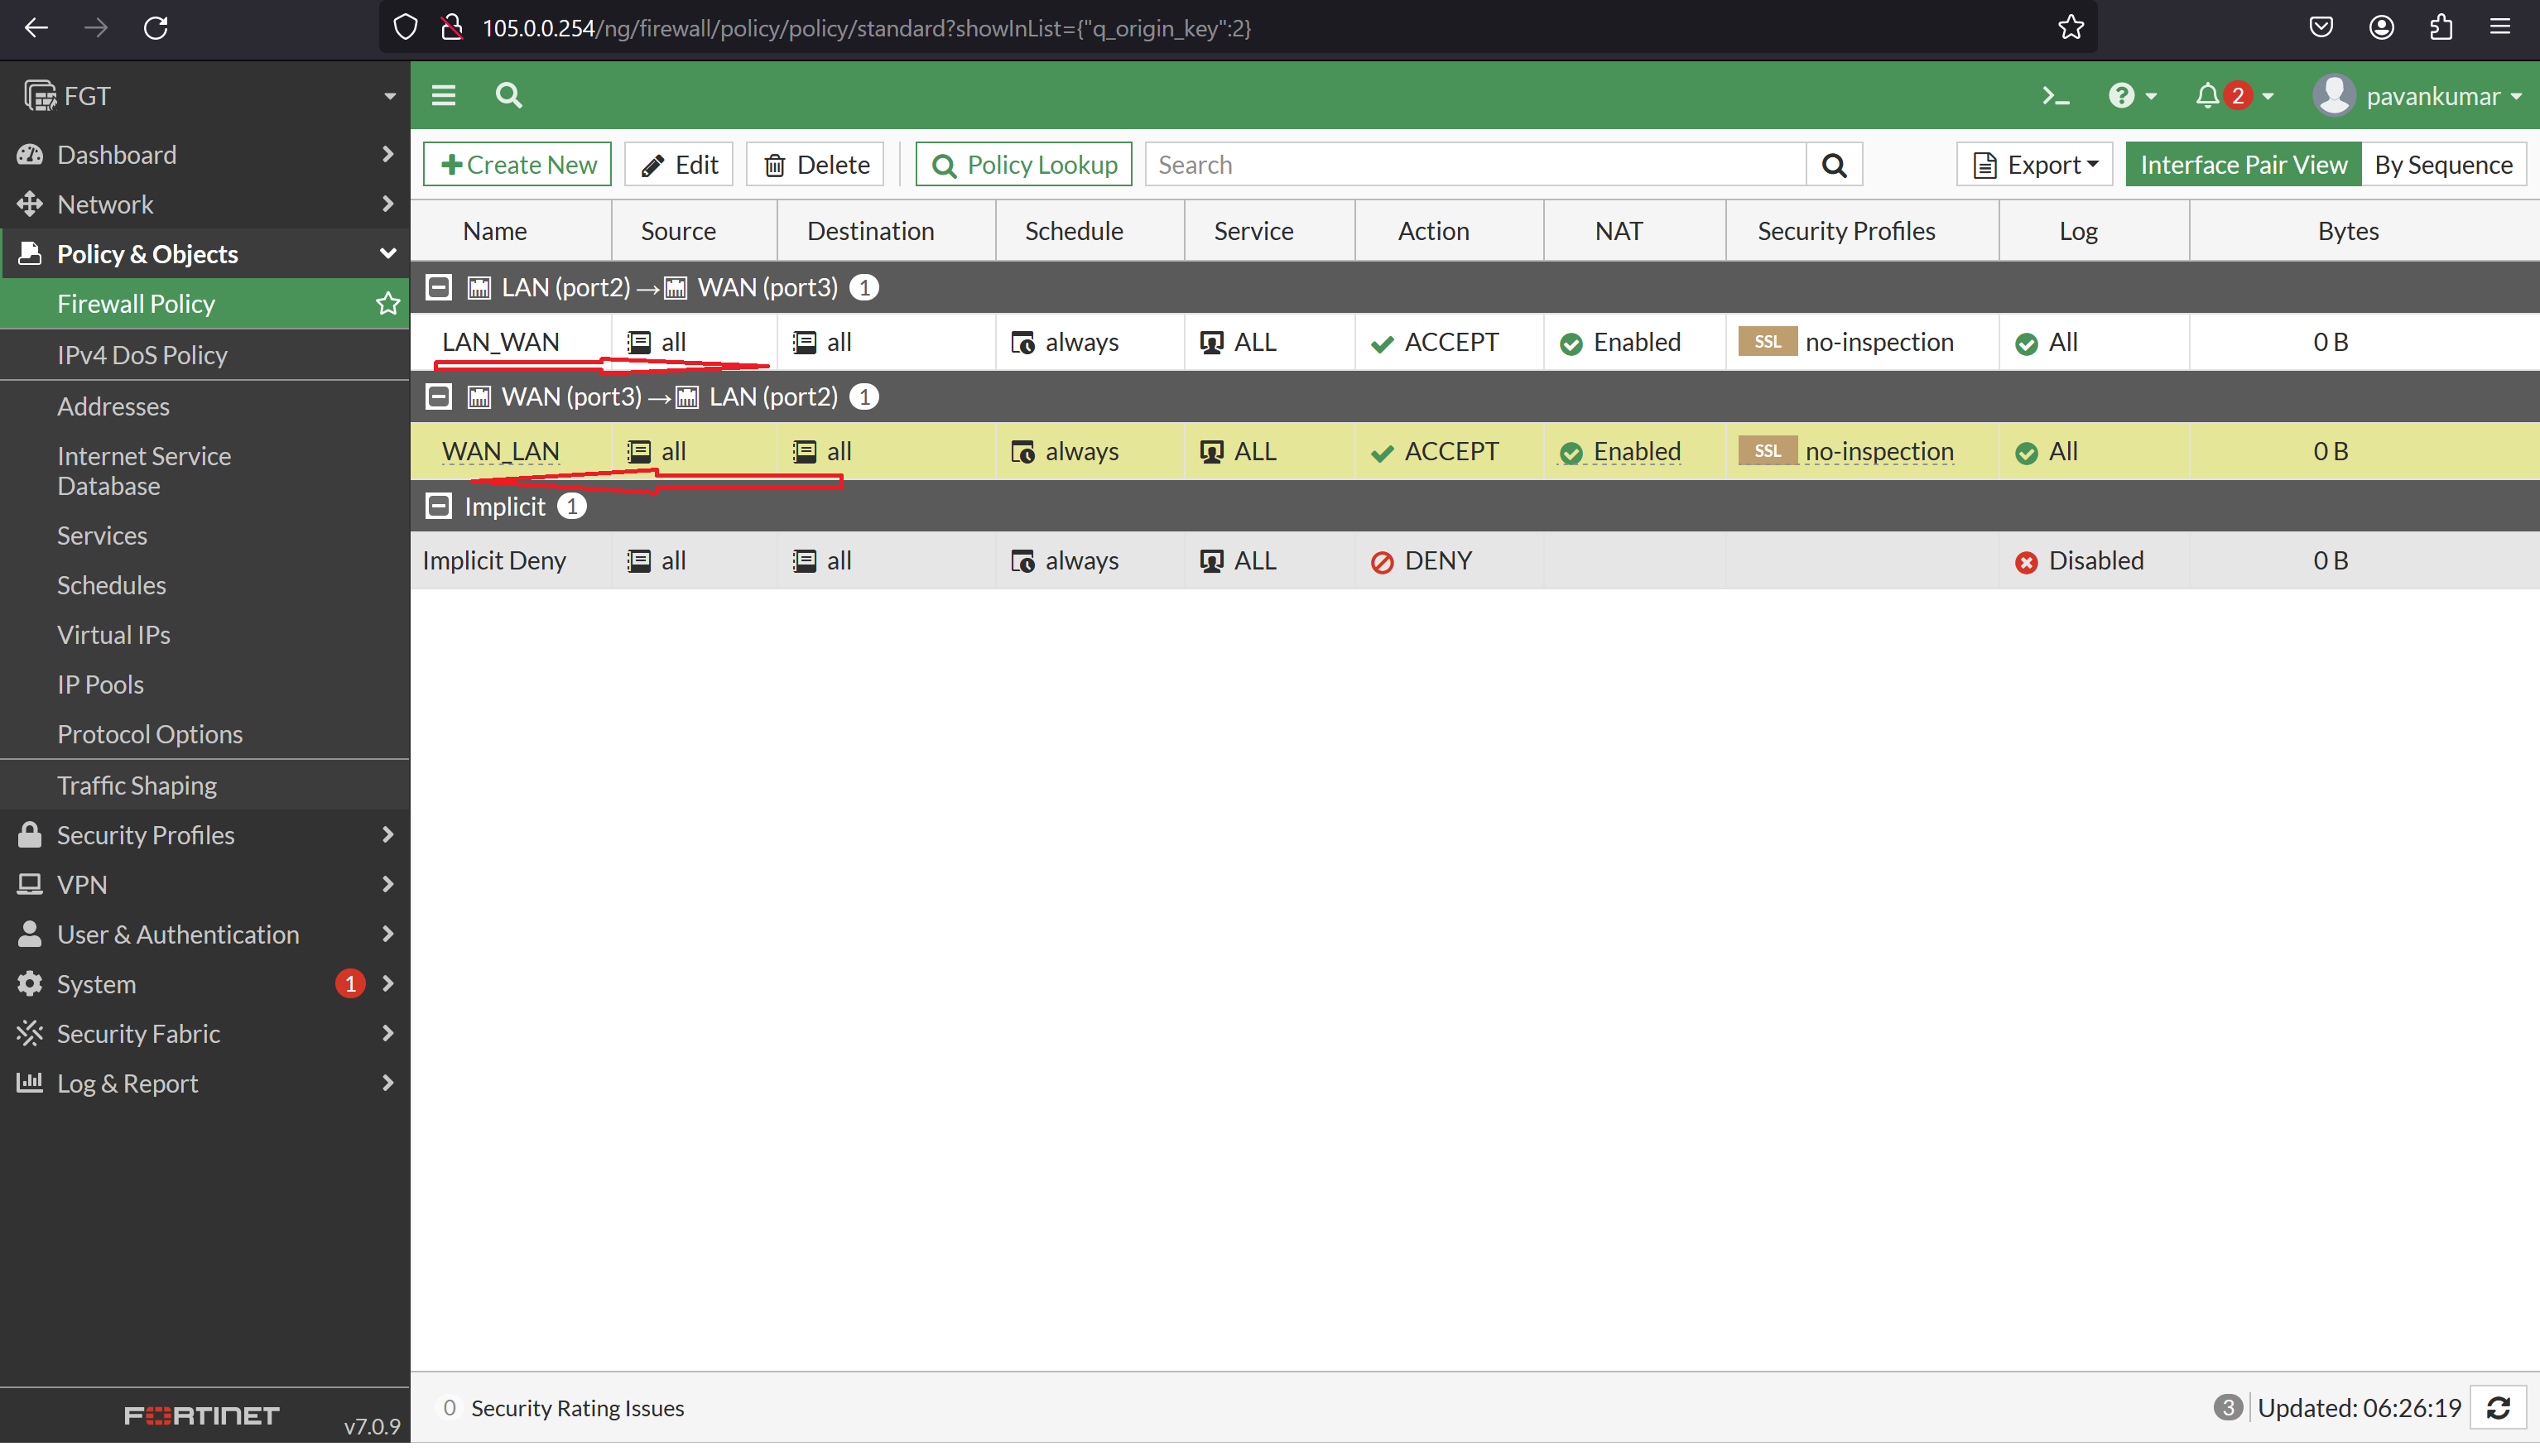 105.0.0.254/ng/firewall/policy/policy/standard?showInList={"q_origin_key":2}
FGT
2
pavankumar
Dashboard
Network
Policy & Objects
Firewall Policy
IPv4 DoS Policy
Addresses
Internet Service
Database
Services
Schedules
Virtual IPs
IP Pools
Protocol Options
Traffic Shaping
Security Profiles
VPN
User & Authentication
System 1
Security Fabric
Log & Report
FORTINET v7.0.9
Create New Edit Delete Policy Lookup Search Export Interface Pair View By Sequence
Name Source Destination Schedule Service Action NAT Security Profiles Log Bytes
LAN (port2) → WAN (port3) 1
LAN_WAN all all always ALL ACCEPT Enabled SSL no-inspection All 0 B
WAN (port3) → LAN (port2) 1
WAN_LAN all all always ALL ACCEPT Enabled SSL no-inspection All 0 B
Implicit 1
Implicit Deny all all always ALL DENY Disabled 0 B
0 Security Rating Issues
3 Updated: 06:26:19